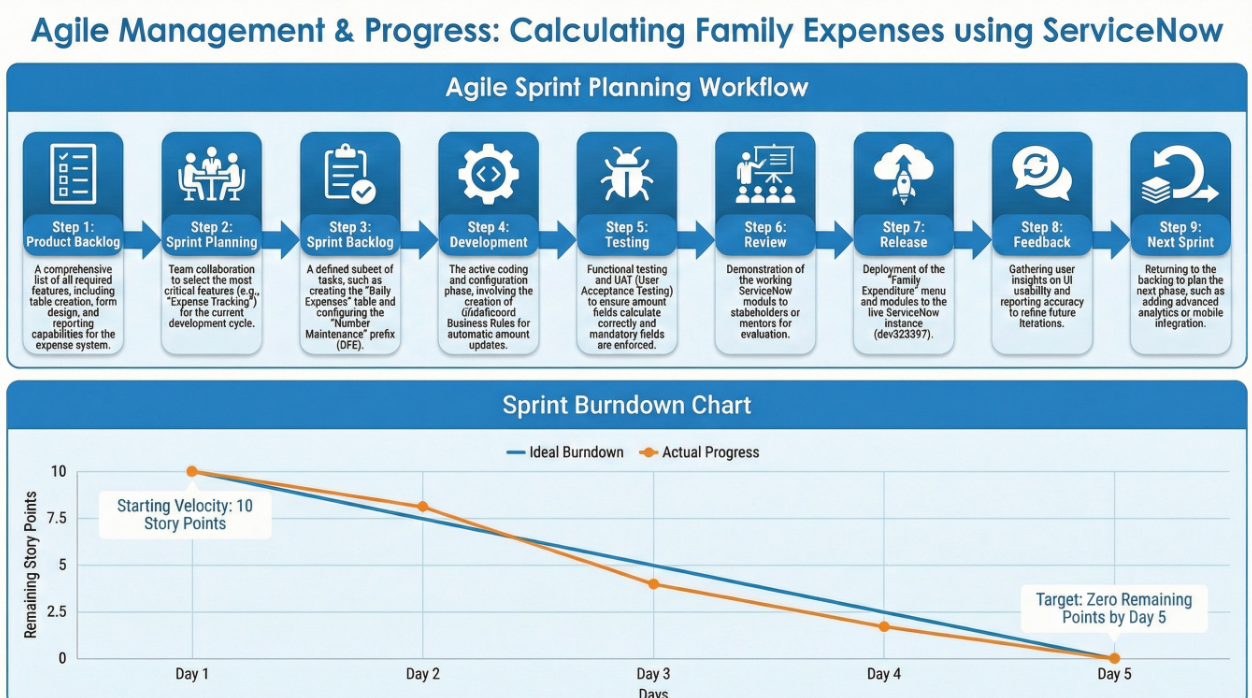 Agile Management & Progress: Calculating Family Expenses using ServiceNow
Agile Sprint Planning Workflow
Step 1:
Product Backlog
A comprehensive
list of all required
features, including
table creation, form
design, and
reporting
capabilities for the
expense system.
Step 2:
Sprint Planning
Team collaboration
to select the most
critical features (e.g.,
"Expense Tracking")
for the current
development cycle.
Step 3:
Sprint Backlog
A defined subeet of
tasks, such as
creating the "Baily
Expenses" table and
configuring the
"Number
Maintenance" prefix
(DFE).
Step 4:
Development
The active coding
and configuration
phase, involving the
creation of
Business Rules for
automatic amount
updates.
Step 5:
Testing
Functional testing
and UAT (User
Acceptance Testing)
to ensure amount
fields calculate
correctly and
mandatory fields
are enforced.
Step 6:
Review
Demonstration of
the working
ServiceNow
moduls to
stabeholders or
mentors for
evaluation.
Step 7:
Release
Deployment of the
"Family
Expenditure" menu
and modules to the
live ServiceNow
instance
(dev323397).
Step 8:
Feedback
Gathering user
insights on UI
usability and
reporting accuracy
to refine future
Iterations.
Step 9:
Next Sprint
Returning to the
backing to plan the
next phase, such as
adding advanced
analytics or mobile
integration.
Sprint Burndown Chart
Ideal Burndown
Actual Progress
Remaining Story Points
10
7.5
5
2.5
0
Starting Velocity: 10
Story Points
Target: Zero Remaining
Points by Day 5
Day 1
Day 2
Day 3
Day 4
Day 5
Days